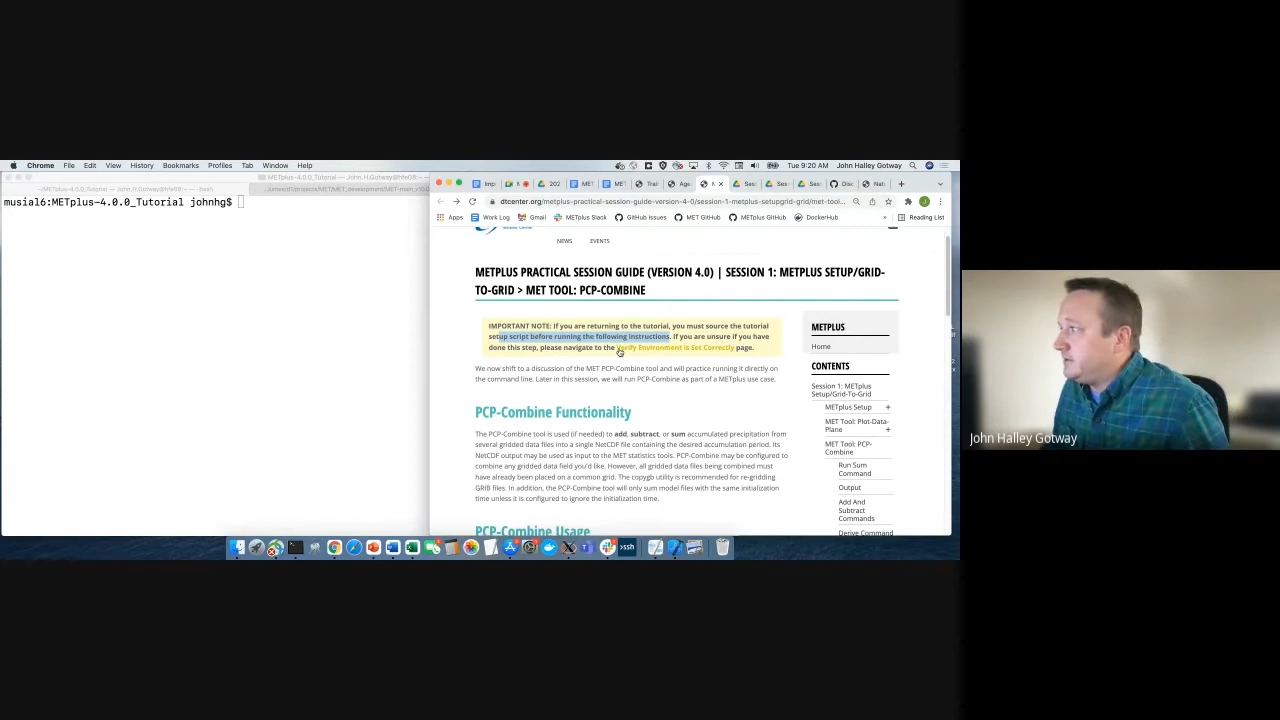 Chrome File Edit View History Bookmarks Profiles Tab Window Help
Tue 9:20 AM John Halley Gotway
~/METplus-4.0.0_Tutorial — John.H.Gotway@hfe08:~ — -bash
musial6:METplus-4.0.0_Tutorial johnhg$
dtcenter.org/metplus-practical-session-guide-version-4-0/session-1-metplus-setupgrid-grid/met-tool...
Apps Work Log Gmail METplus Slack GitHub Issues MET GitHub METplus GitHub DockerHub » Reading List
NEWS EVENTS
METPLUS PRACTICAL SESSION GUIDE (VERSION 4.0) | SESSION 1: METPLUS SETUP/GRID-
TO-GRID > MET TOOL: PCP-COMBINE
IMPORTANT NOTE: If you are returning to the tutorial, you must source the tutorial
setup script before running the following instructions. If you are unsure if you have
done this step, please navigate to the Verify Environment is Set Correctly page.
We now shift to a discussion of the MET PCP-Combine tool and will practice running it directly on
the command line. Later in this session, we will run PCP-Combine as part of a METplus use case.
PCP-Combine Functionality
The PCP-Combine tool is used (if needed) to add, subtract, or sum accumulated precipitation from
several gridded data files into a single NetCDF file containing the desired accumulation period. Its
NetCDF output may be used as input to the MET statistics tools. PCP-Combine may be configured to
combine any gridded data field you'd like. However, all gridded data files being combined must
have already been placed on a common grid. The copygb utility is recommended for re-gridding
GRIB files. In addition, the PCP-Combine tool will only sum model files with the same initialization
time unless it is configured to ignore the initialization time.
PCP-Combine Usage
METPLUS
Home
CONTENTS
Session 1: METplus
Setup/Grid-To-Grid
METplus Setup +
MET Tool: Plot-Data-
Plane +
MET Tool: PCP-
Combine
Run Sum
Command
Output
Add And
Subtract
Commands
Derive Command
John Halley Gotway